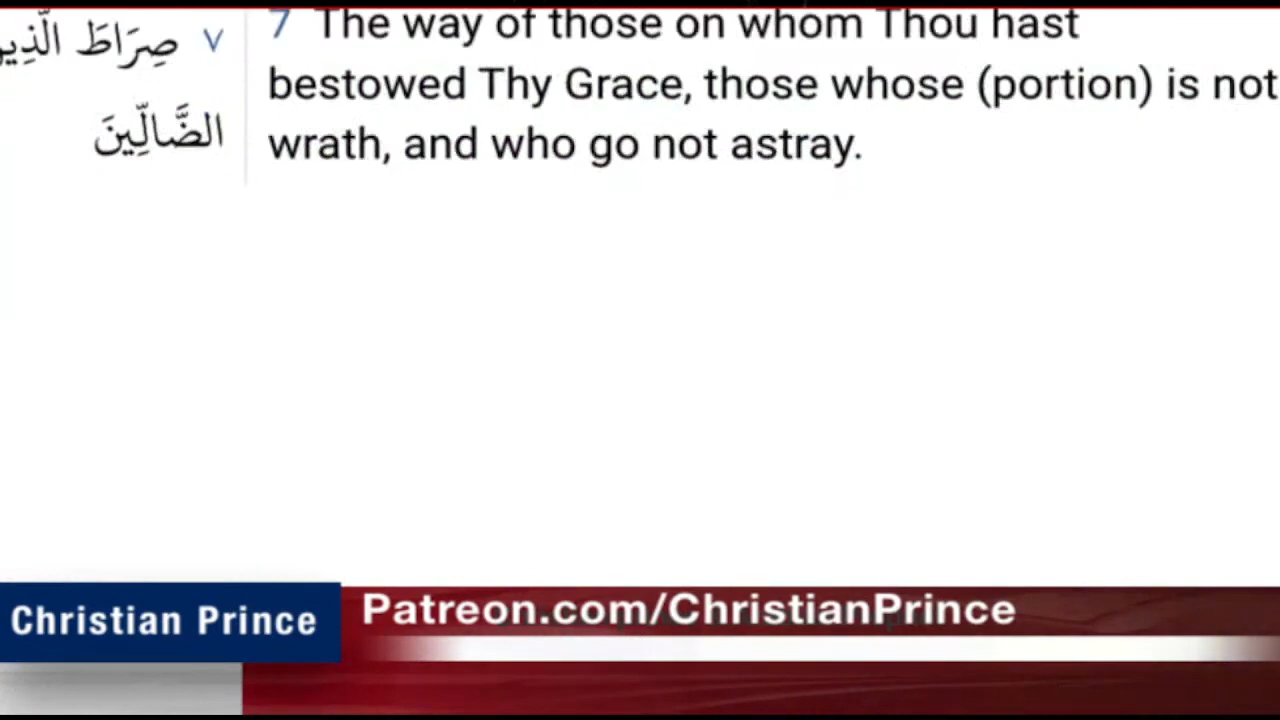 7 The way of those on whom Thou hast
bestowed Thy Grace, those whose (portion) is not
wrath, and who go not astray.
٧ صِرَاطَ
الضَّالِّينَ
Christian Prince
Patreon.com/ChristianPrince